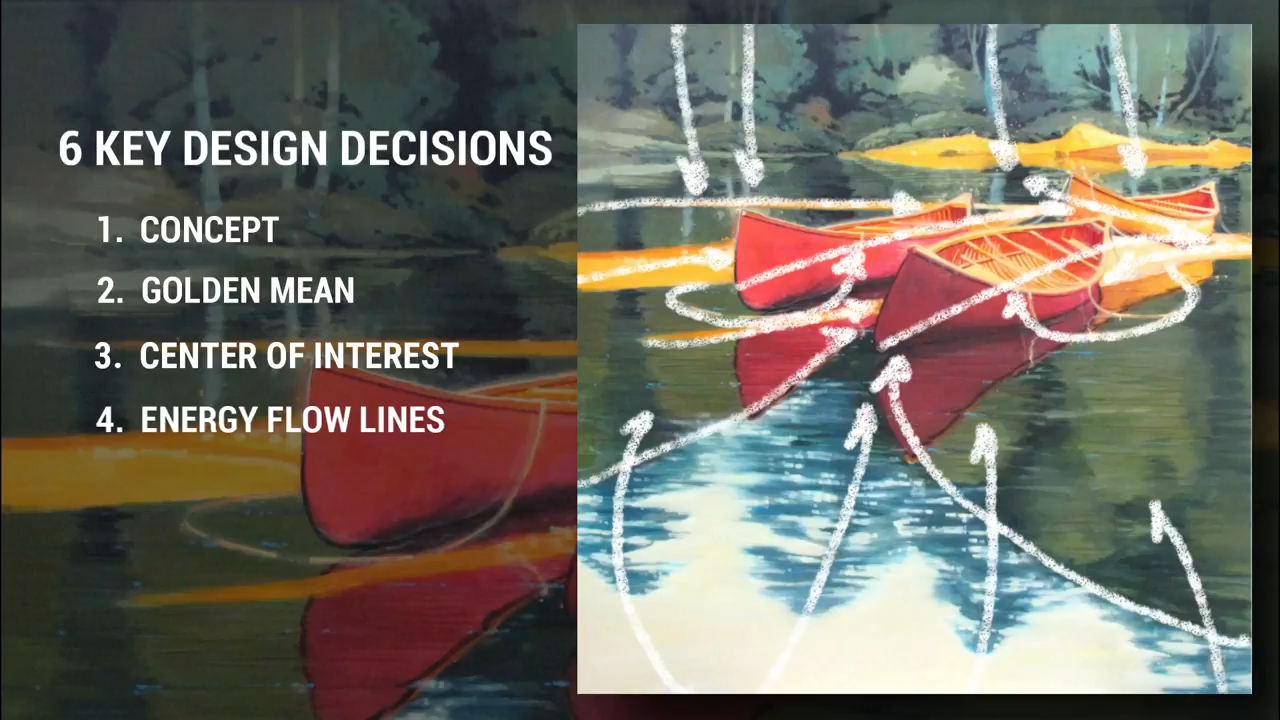 6 KEY DESIGN DECISIONS
1. CONCEPT
2. GOLDEN MEAN
3. CENTER OF INTEREST
4. ENERGY FLOW LINES